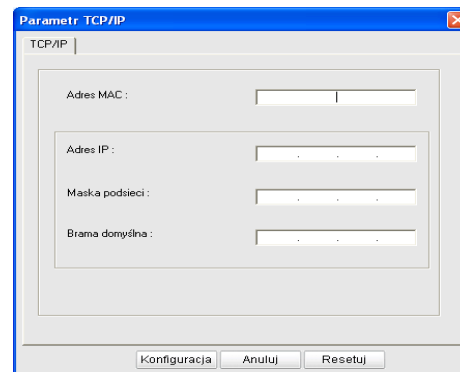 Parametr TCP/IP
TCP/IP
Adres MAC :
Adres IP :
. . .
Maska podsieci :
. . .
Brama domyślna :
. . .
Konfiguracja Anuluj Resetuj